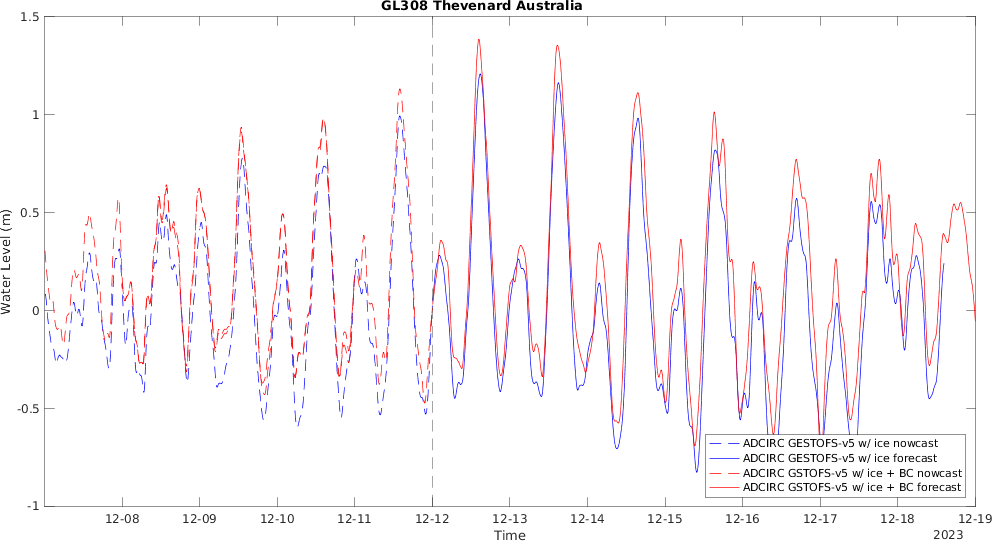 GL308 Thevenard Australia
1.5
1
0.5
0
-0.5
-1
Water Level (m)
12-08
12-09
12-10
12-11
12-12
12-13
12-14
12-15
12-16
12-17
12-18
12-19
Time
2023
ADCIRC GESTOFS-v5 w/ ice nowcast
ADCIRC GESTOFS-v5 w/ ice forecast
ADCIRC GSTOFS-v5 w/ ice + BC nowcast
ADCIRC GSTOFS-v5 w/ ice + BC forecast